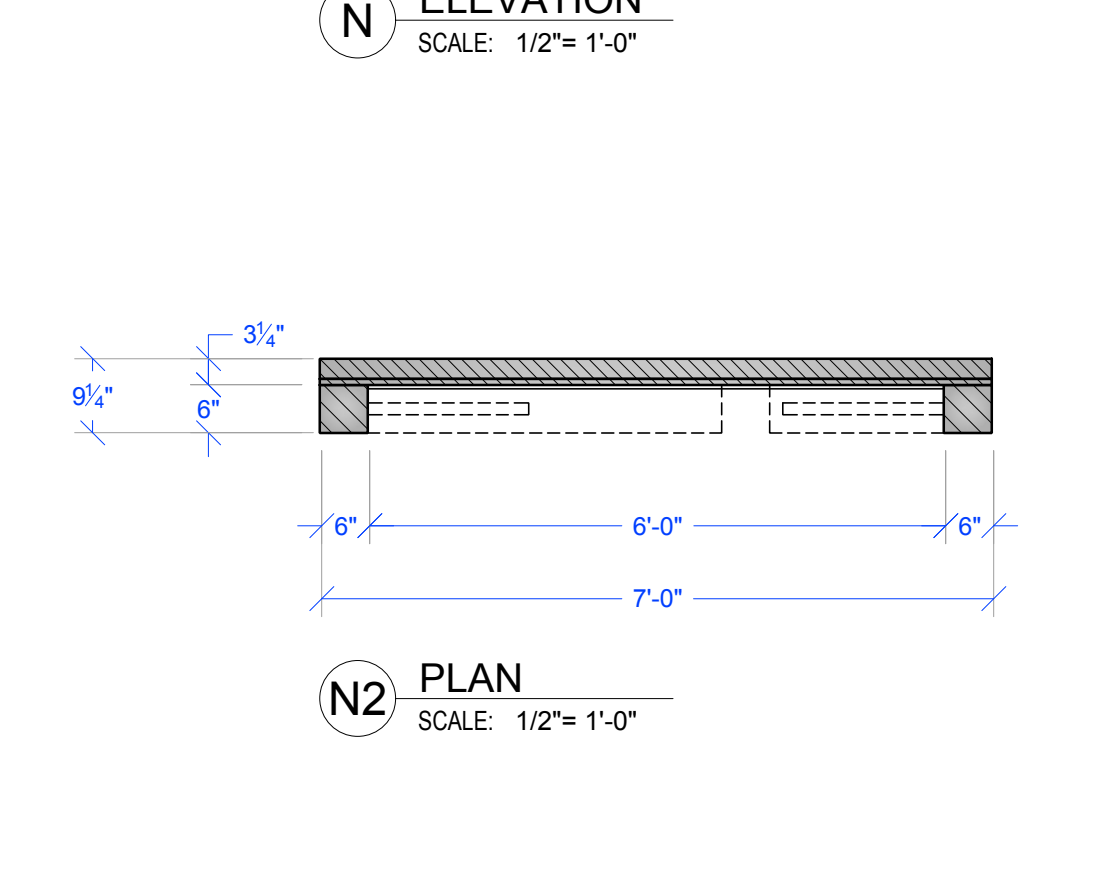 ELEVATION
N
SCALE: 1/2"= 1'-0"
3¼"
9¼"
6"
6" 6'-0" 6"
7'-0"
PLAN
N2
SCALE: 1/2"= 1'-0"